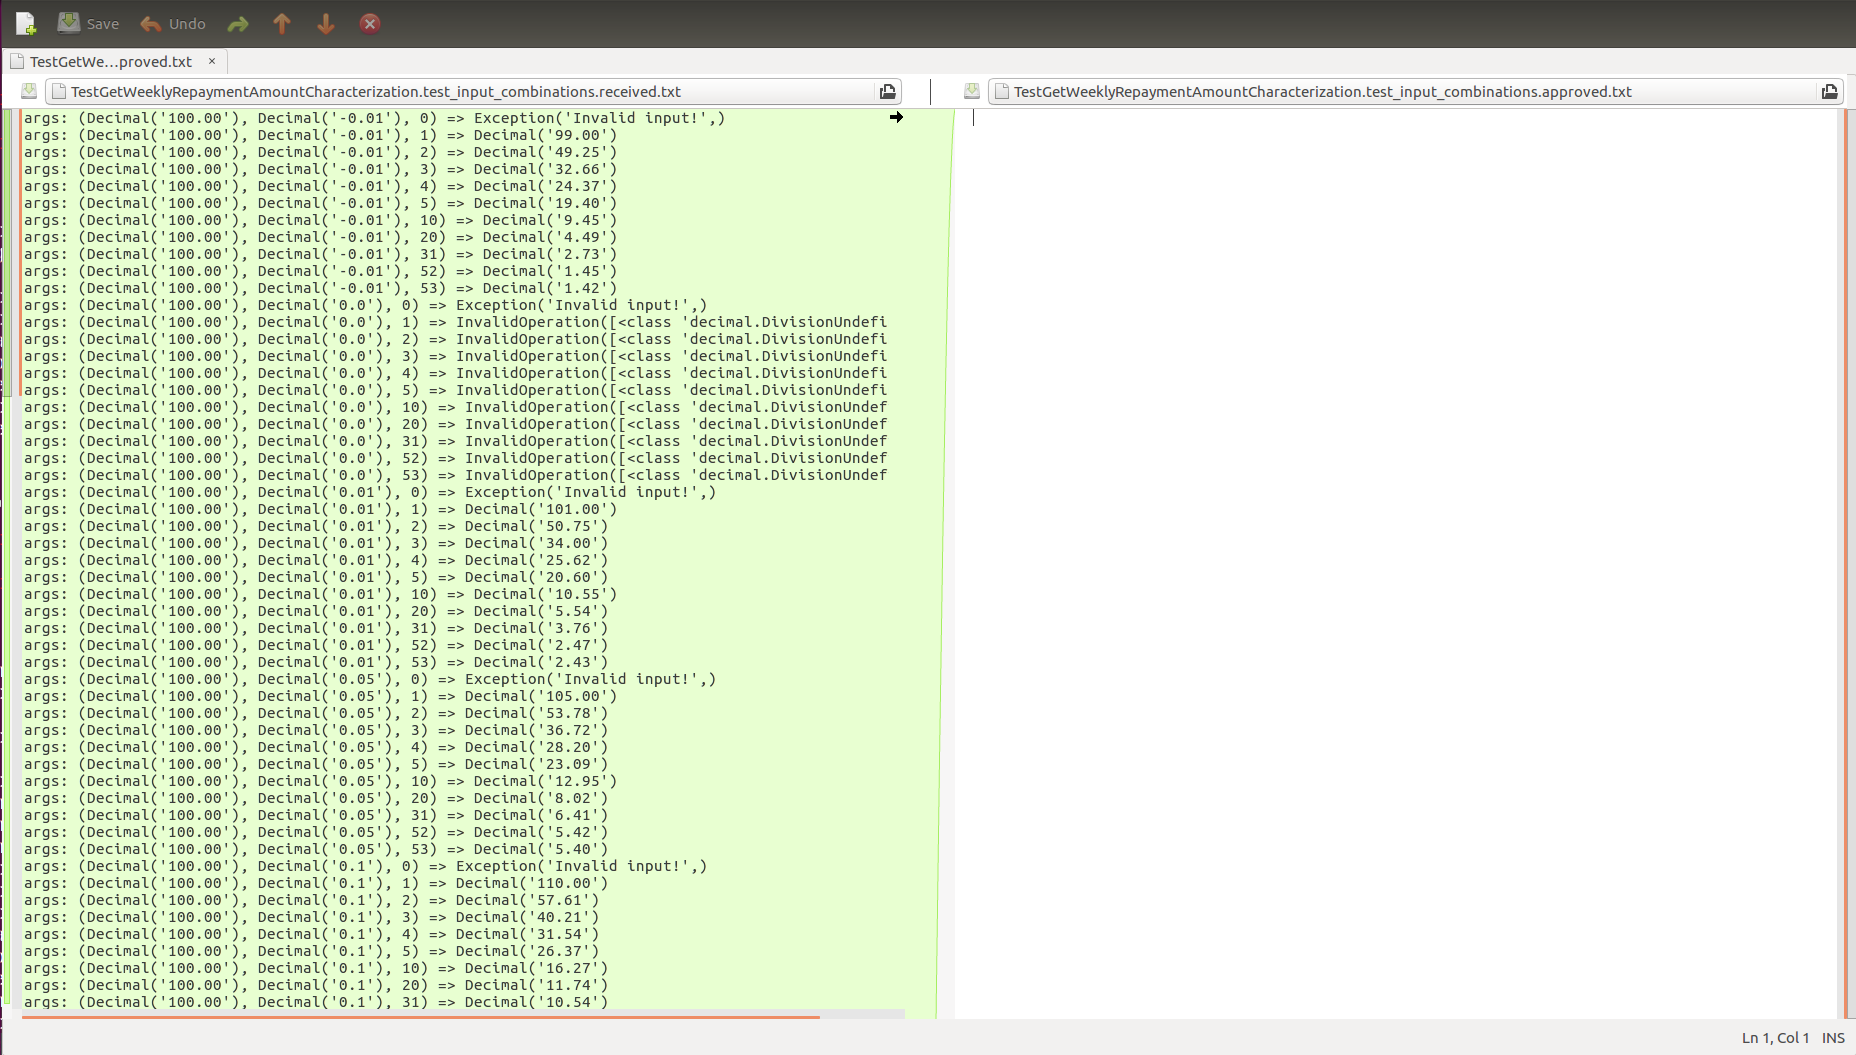 Save Undo
TestGetWe...proved.txt ×
TestGetWeeklyRepaymentAmountCharacterization.test_input_combinations.received.txt
TestGetWeeklyRepaymentAmountCharacterization.test_input_combinations.approved.txt
args: (Decimal('100.00'), Decimal('-0.01'), 0) => Exception('Invalid input!',)
args: (Decimal('100.00'), Decimal('-0.01'), 1) => Decimal('99.00')
args: (Decimal('100.00'), Decimal('-0.01'), 2) => Decimal('49.25')
args: (Decimal('100.00'), Decimal('-0.01'), 3) => Decimal('32.66')
args: (Decimal('100.00'), Decimal('-0.01'), 4) => Decimal('24.37')
args: (Decimal('100.00'), Decimal('-0.01'), 5) => Decimal('19.40')
args: (Decimal('100.00'), Decimal('-0.01'), 10) => Decimal('9.45')
args: (Decimal('100.00'), Decimal('-0.01'), 20) => Decimal('4.49')
args: (Decimal('100.00'), Decimal('-0.01'), 31) => Decimal('2.73')
args: (Decimal('100.00'), Decimal('-0.01'), 52) => Decimal('1.45')
args: (Decimal('100.00'), Decimal('-0.01'), 53) => Decimal('1.42')
args: (Decimal('100.00'), Decimal('0.0'), 0) => Exception('Invalid input!',)
args: (Decimal('100.00'), Decimal('0.0'), 1) => InvalidOperation([<class 'decimal.DivisionUndefi
args: (Decimal('100.00'), Decimal('0.0'), 2) => InvalidOperation([<class 'decimal.DivisionUndefi
args: (Decimal('100.00'), Decimal('0.0'), 3) => InvalidOperation([<class 'decimal.DivisionUndefi
args: (Decimal('100.00'), Decimal('0.0'), 4) => InvalidOperation([<class 'decimal.DivisionUndefi
args: (Decimal('100.00'), Decimal('0.0'), 5) => InvalidOperation([<class 'decimal.DivisionUndefi
args: (Decimal('100.00'), Decimal('0.0'), 10) => InvalidOperation([<class 'decimal.DivisionUndef
args: (Decimal('100.00'), Decimal('0.0'), 20) => InvalidOperation([<class 'decimal.DivisionUndef
args: (Decimal('100.00'), Decimal('0.0'), 31) => InvalidOperation([<class 'decimal.DivisionUndef
args: (Decimal('100.00'), Decimal('0.0'), 52) => InvalidOperation([<class 'decimal.DivisionUndef
args: (Decimal('100.00'), Decimal('0.0'), 53) => InvalidOperation([<class 'decimal.DivisionUndef
args: (Decimal('100.00'), Decimal('0.01'), 0) => Exception('Invalid input!',)
args: (Decimal('100.00'), Decimal('0.01'), 1) => Decimal('101.00')
args: (Decimal('100.00'), Decimal('0.01'), 2) => Decimal('50.75')
args: (Decimal('100.00'), Decimal('0.01'), 3) => Decimal('34.00')
args: (Decimal('100.00'), Decimal('0.01'), 4) => Decimal('25.62')
args: (Decimal('100.00'), Decimal('0.01'), 5) => Decimal('20.60')
args: (Decimal('100.00'), Decimal('0.01'), 10) => Decimal('10.55')
args: (Decimal('100.00'), Decimal('0.01'), 20) => Decimal('5.54')
args: (Decimal('100.00'), Decimal('0.01'), 31) => Decimal('3.76')
args: (Decimal('100.00'), Decimal('0.01'), 52) => Decimal('2.47')
args: (Decimal('100.00'), Decimal('0.01'), 53) => Decimal('2.43')
args: (Decimal('100.00'), Decimal('0.05'), 0) => Exception('Invalid input!',)
args: (Decimal('100.00'), Decimal('0.05'), 1) => Decimal('105.00')
args: (Decimal('100.00'), Decimal('0.05'), 2) => Decimal('53.78')
args: (Decimal('100.00'), Decimal('0.05'), 3) => Decimal('36.72')
args: (Decimal('100.00'), Decimal('0.05'), 4) => Decimal('28.20')
args: (Decimal('100.00'), Decimal('0.05'), 5) => Decimal('23.09')
args: (Decimal('100.00'), Decimal('0.05'), 10) => Decimal('12.95')
args: (Decimal('100.00'), Decimal('0.05'), 20) => Decimal('8.02')
args: (Decimal('100.00'), Decimal('0.05'), 31) => Decimal('6.41')
args: (Decimal('100.00'), Decimal('0.05'), 52) => Decimal('5.42')
args: (Decimal('100.00'), Decimal('0.05'), 53) => Decimal('5.40')
args: (Decimal('100.00'), Decimal('0.1'), 0) => Exception('Invalid input!',)
args: (Decimal('100.00'), Decimal('0.1'), 1) => Decimal('110.00')
args: (Decimal('100.00'), Decimal('0.1'), 2) => Decimal('57.61')
args: (Decimal('100.00'), Decimal('0.1'), 3) => Decimal('40.21')
args: (Decimal('100.00'), Decimal('0.1'), 4) => Decimal('31.54')
args: (Decimal('100.00'), Decimal('0.1'), 5) => Decimal('26.37')
args: (Decimal('100.00'), Decimal('0.1'), 10) => Decimal('16.27')
args: (Decimal('100.00'), Decimal('0.1'), 20) => Decimal('11.74')
args: (Decimal('100.00'), Decimal('0.1'), 31) => Decimal('10.54')
Ln 1, Col 1 INS